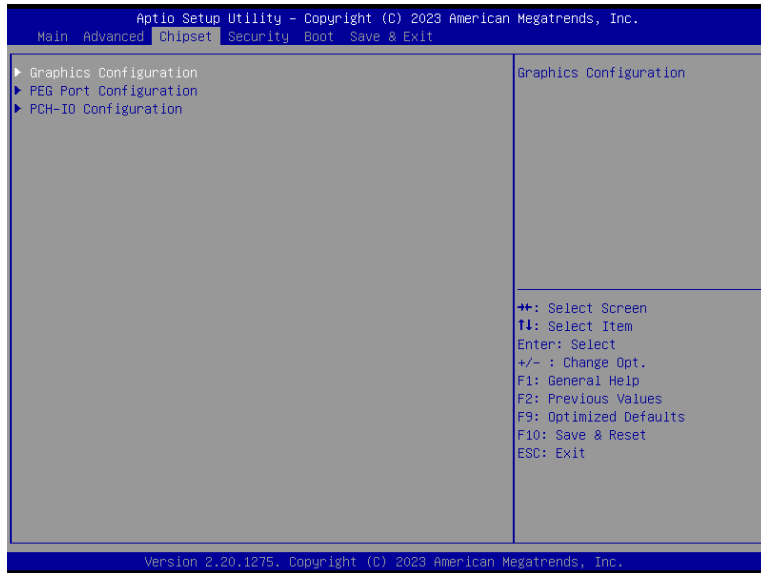 Aptio Setup Utility – Copyright (C) 2023 American Megatrends, Inc.
Main Advanced Chipset Security Boot Save & Exit
▶ Graphics Configuration
▶ PEG Port Configuration
▶ PCH-IO Configuration
Graphics Configuration
→←: Select Screen
↑↓: Select Item
Enter: Select
+/- : Change Opt.
F1: General Help
F2: Previous Values
F9: Optimized Defaults
F10: Save & Reset
ESC: Exit
Version 2.20.1275. Copyright (C) 2023 American Megatrends, Inc.